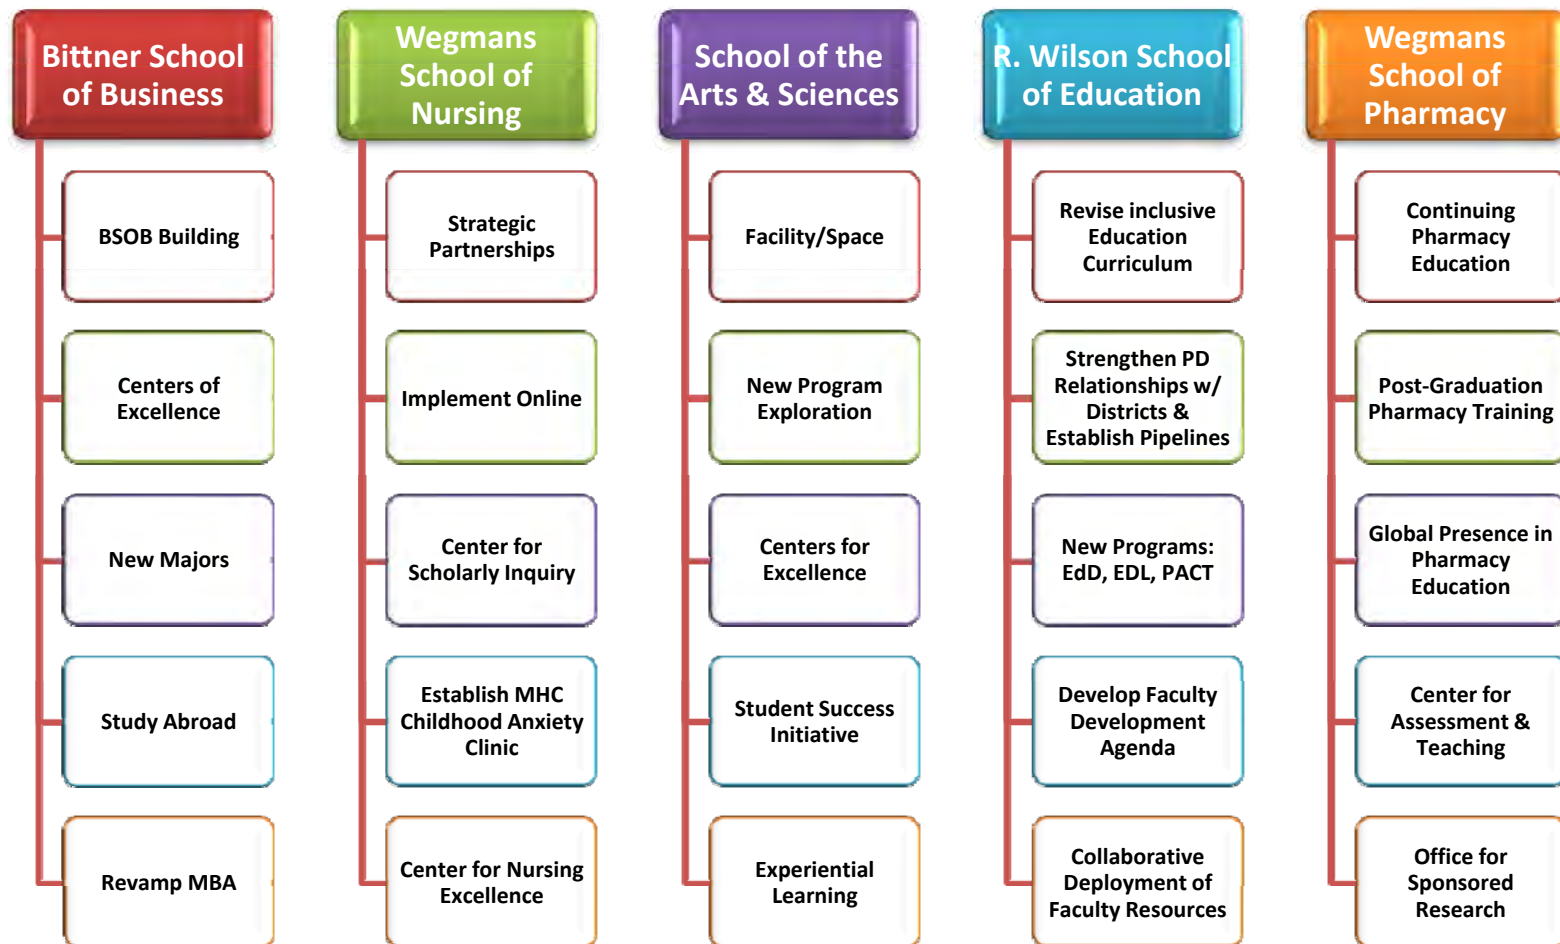 Bittner School
of Business
BSOB Building
Centers of
Excellence
New Majors
Study Abroad
Revamp MBA
Wegmans
School of
Nursing
Strategic
Partnerships
Implement Online
Center for
Scholarly Inquiry
Establish MHC
Childhood Anxiety
Clinic
Center for Nursing
Excellence
School of the
Arts & Sciences
Facility/Space
New Program
Exploration
Centers for
Excellence
Student Success
Initiative
Experiential
Learning
R. Wilson School
of Education
Revise inclusive
Education
Curriculum
Strengthen PD
Relationships w/
Districts &
Establish Pipelines
New Programs:
EdD, EDL, PACT
Develop Faculty
Development
Agenda
Collaborative
Deployment of
Faculty Resources
Wegmans
School of
Pharmacy
Continuing
Pharmacy
Education
Post-Graduation
Pharmacy Training
Global Presence in
Pharmacy
Education
Center for
Assessment &
Teaching
Office for
Sponsored
Research